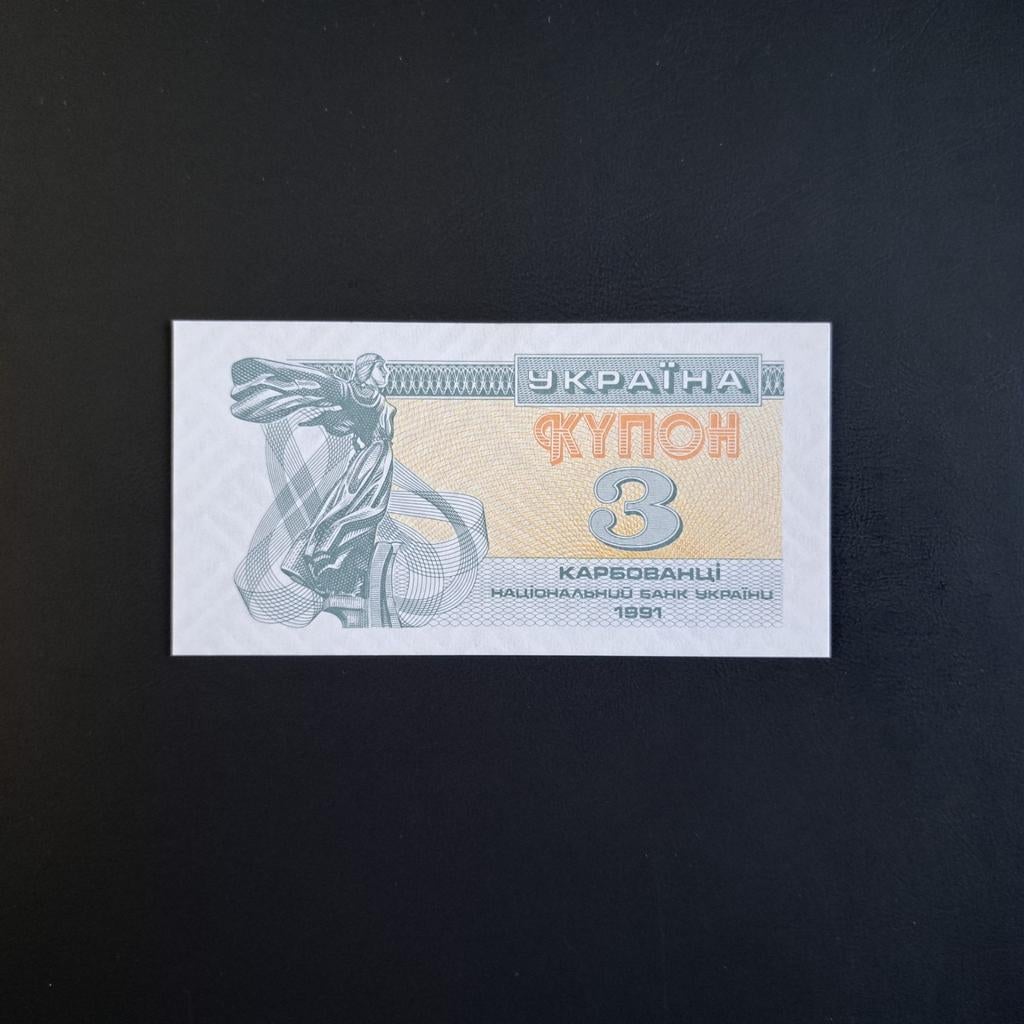 УКРАЇНА
КУПОН
3
КАРБОВАНЦІ
НАЦІОНАЛЬНИЙ БАНК УКРАЇНИ
1991